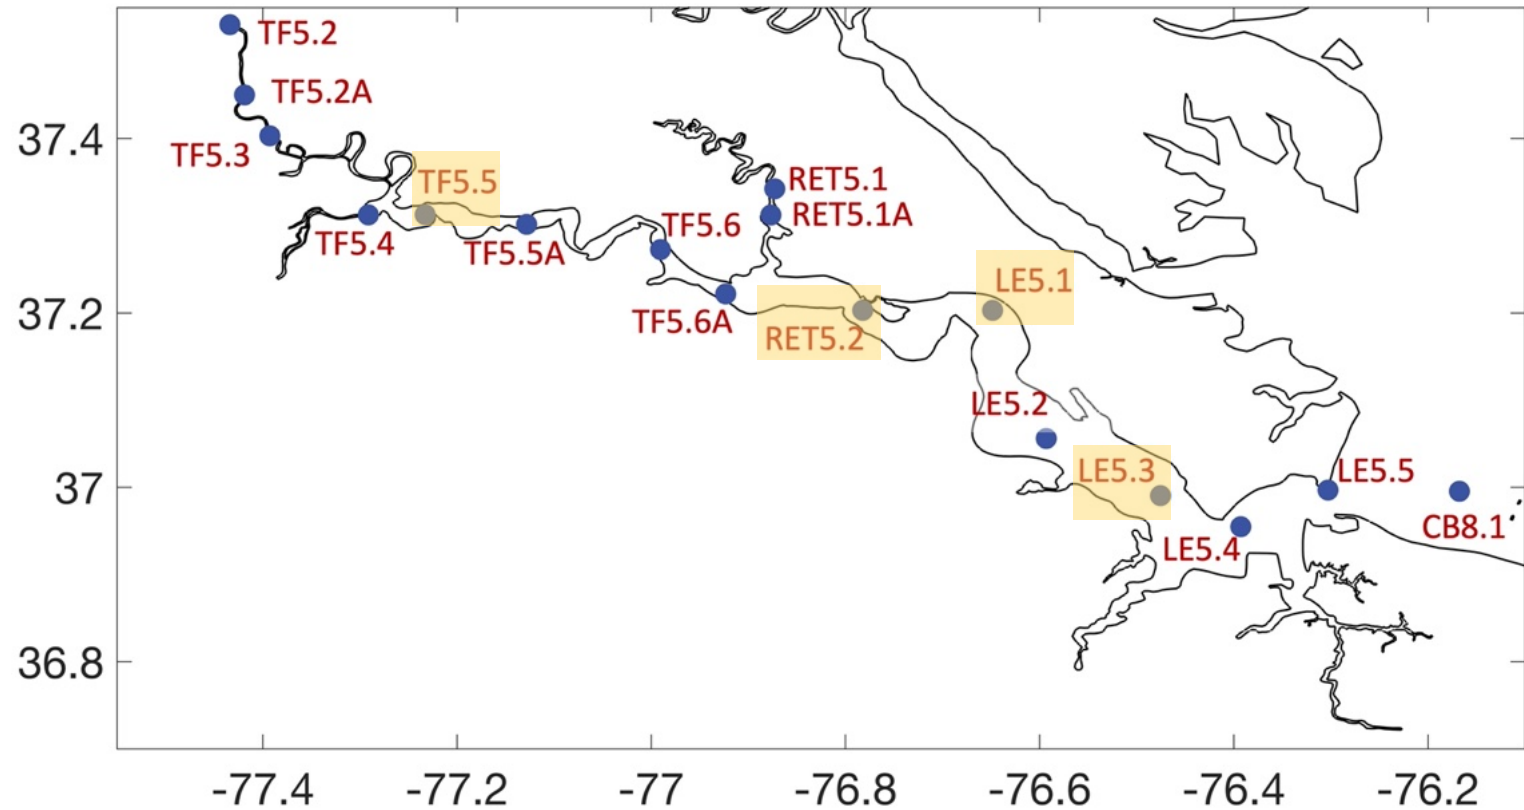 TF5.2
TF5.2A
37.4
TF5.3
TF5.5
RET5.1
RET5.1A
TF5.4
TF5.5A
TF5.6
LE5.1
37.2
TF5.6A
RET5.2
LE5.2
37
LE5.3
LE5.5
CB8.1
LE5.4
36.8
-77.4 -77.2 -77 -76.8 -76.6 -76.4 -76.2